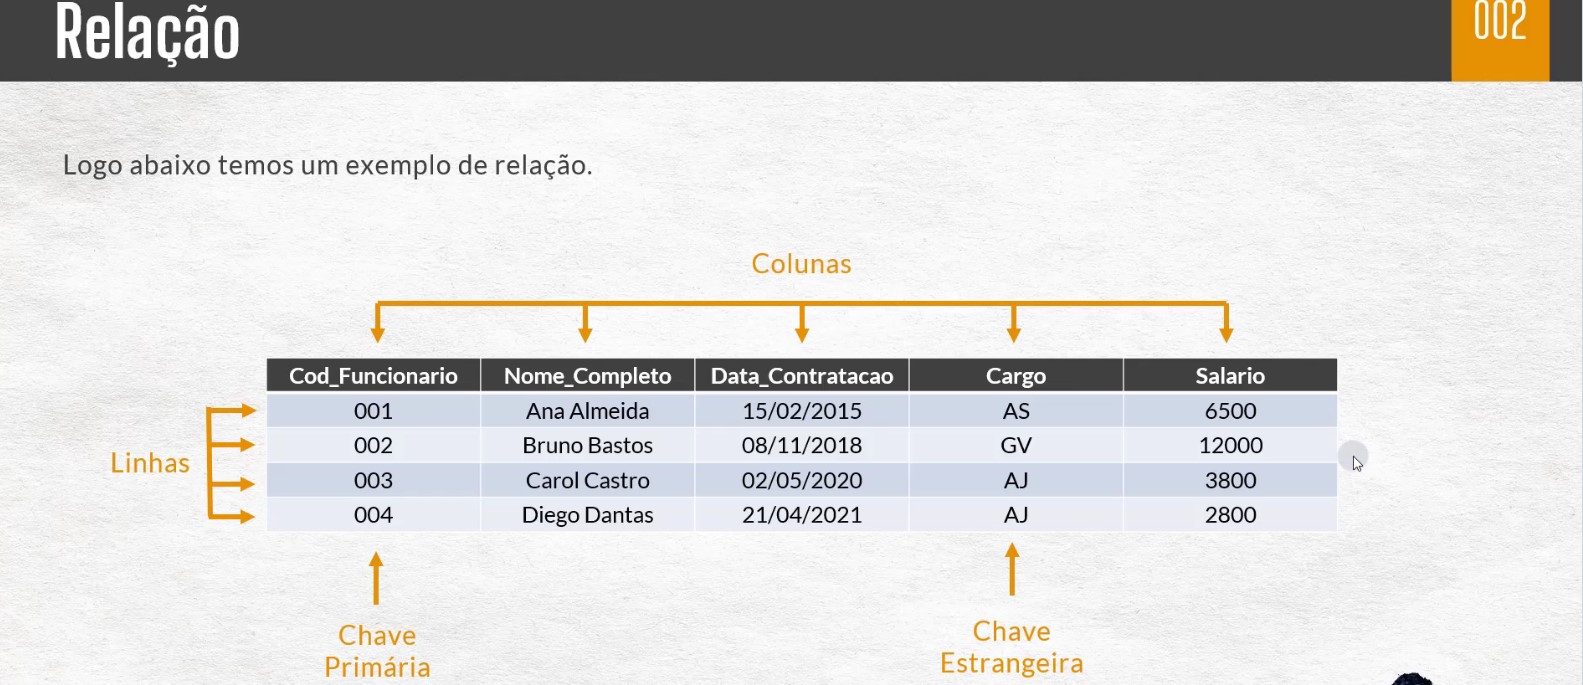 Relação
002
Logo abaixo temos um exemplo de relação.
Colunas
Cod_Funcionario Nome_Completo Data_Contratacao Cargo Salario
001 Ana Almeida 15/02/2015 AS 6500
002 Bruno Bastos 08/11/2018 GV 12000
Linhas
003 Carol Castro 02/05/2020 AJ 3800
004 Diego Dantas 21/04/2021 AJ 2800
Chave
Primária
Chave
Estrangeira